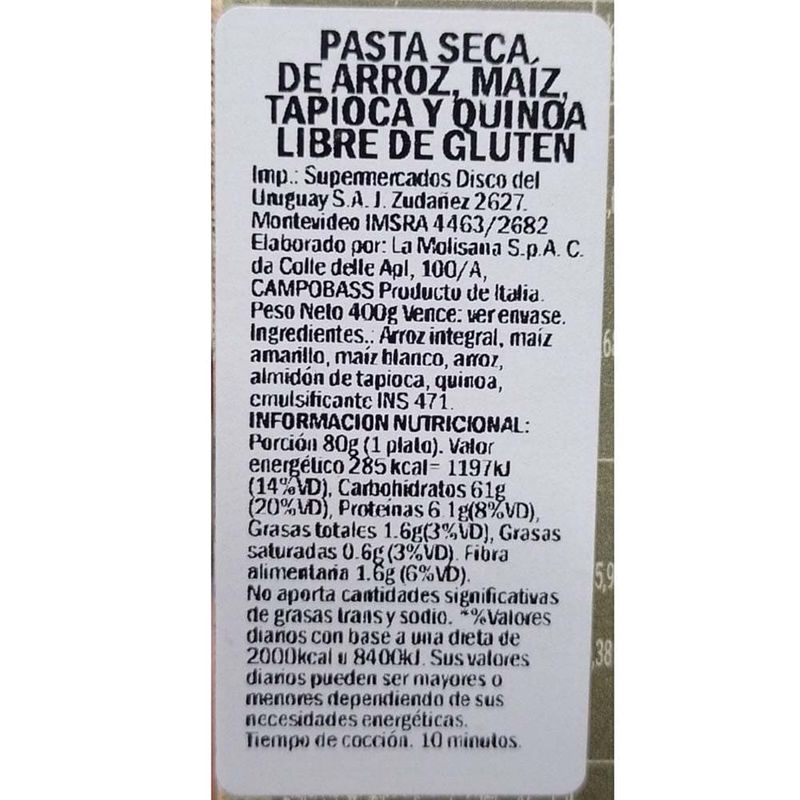 PASTA SECA
DE ARROZ, MAÍZ,
TAPIOCA Y QUINOA
LIBRE DE GLUTEN
Imp.: Supermercados Disco del
Uruguay S.A. J. Zudañez 2627.
Montevideo IMSRA 4463/2682
Elaborado por: La Molisana S.p.A. C.
da Colle delle Apl, 100/A,
CAMPOBASS Producto de Italia.
Peso Neto 400g Vence: ver envase.
Ingredientes.: Arroz integral, maíz
amarillo, maíz blanco, arroz,
almidón de tapioca, quinoa,
emulsificante INS 471.
INFORMACION NUTRICIONAL:
Porción 80g (1 plato). Valor
energético 285 kcal= 1197kJ
(14%VD), Carbohidratos 61g
(20%VD), Proteínas 6.1g(8%VD),
Grasas totales 1.6g(3%VD), Grasas
saturadas 0.6g (3%VD). Fibra
alimentaria 1.6g (6%VD).
No aporta cantidades significativas
de grasas trans y sodio. *%Valores
diarios con base a una dieta de
2000kcal u 8400kJ. Sus valores
diarios pueden ser mayores o
menores dependiendo de sus
necesidades energéticas.
Tiempo de cocción. 10 minutos.
5,9
,38